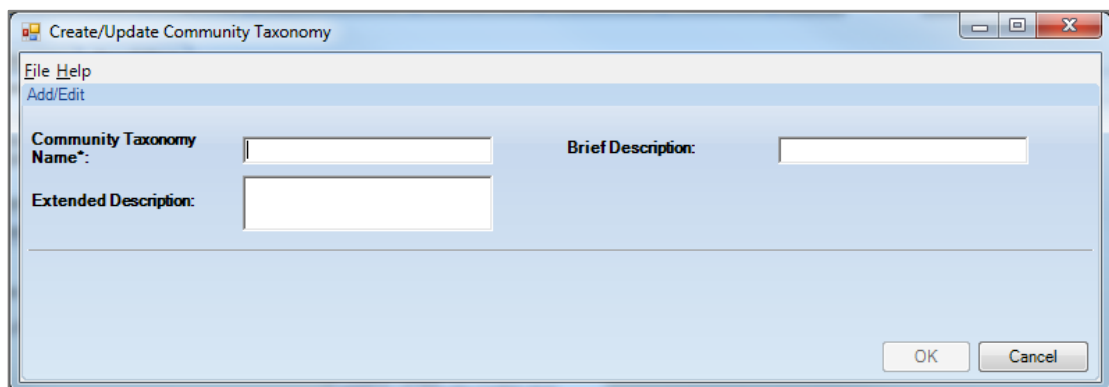 Create/Update Community Taxonomy
File Help
Add/Edit
Community Taxonomy
Name*:
Brief Description:
Extended Description:
OK
Cancel